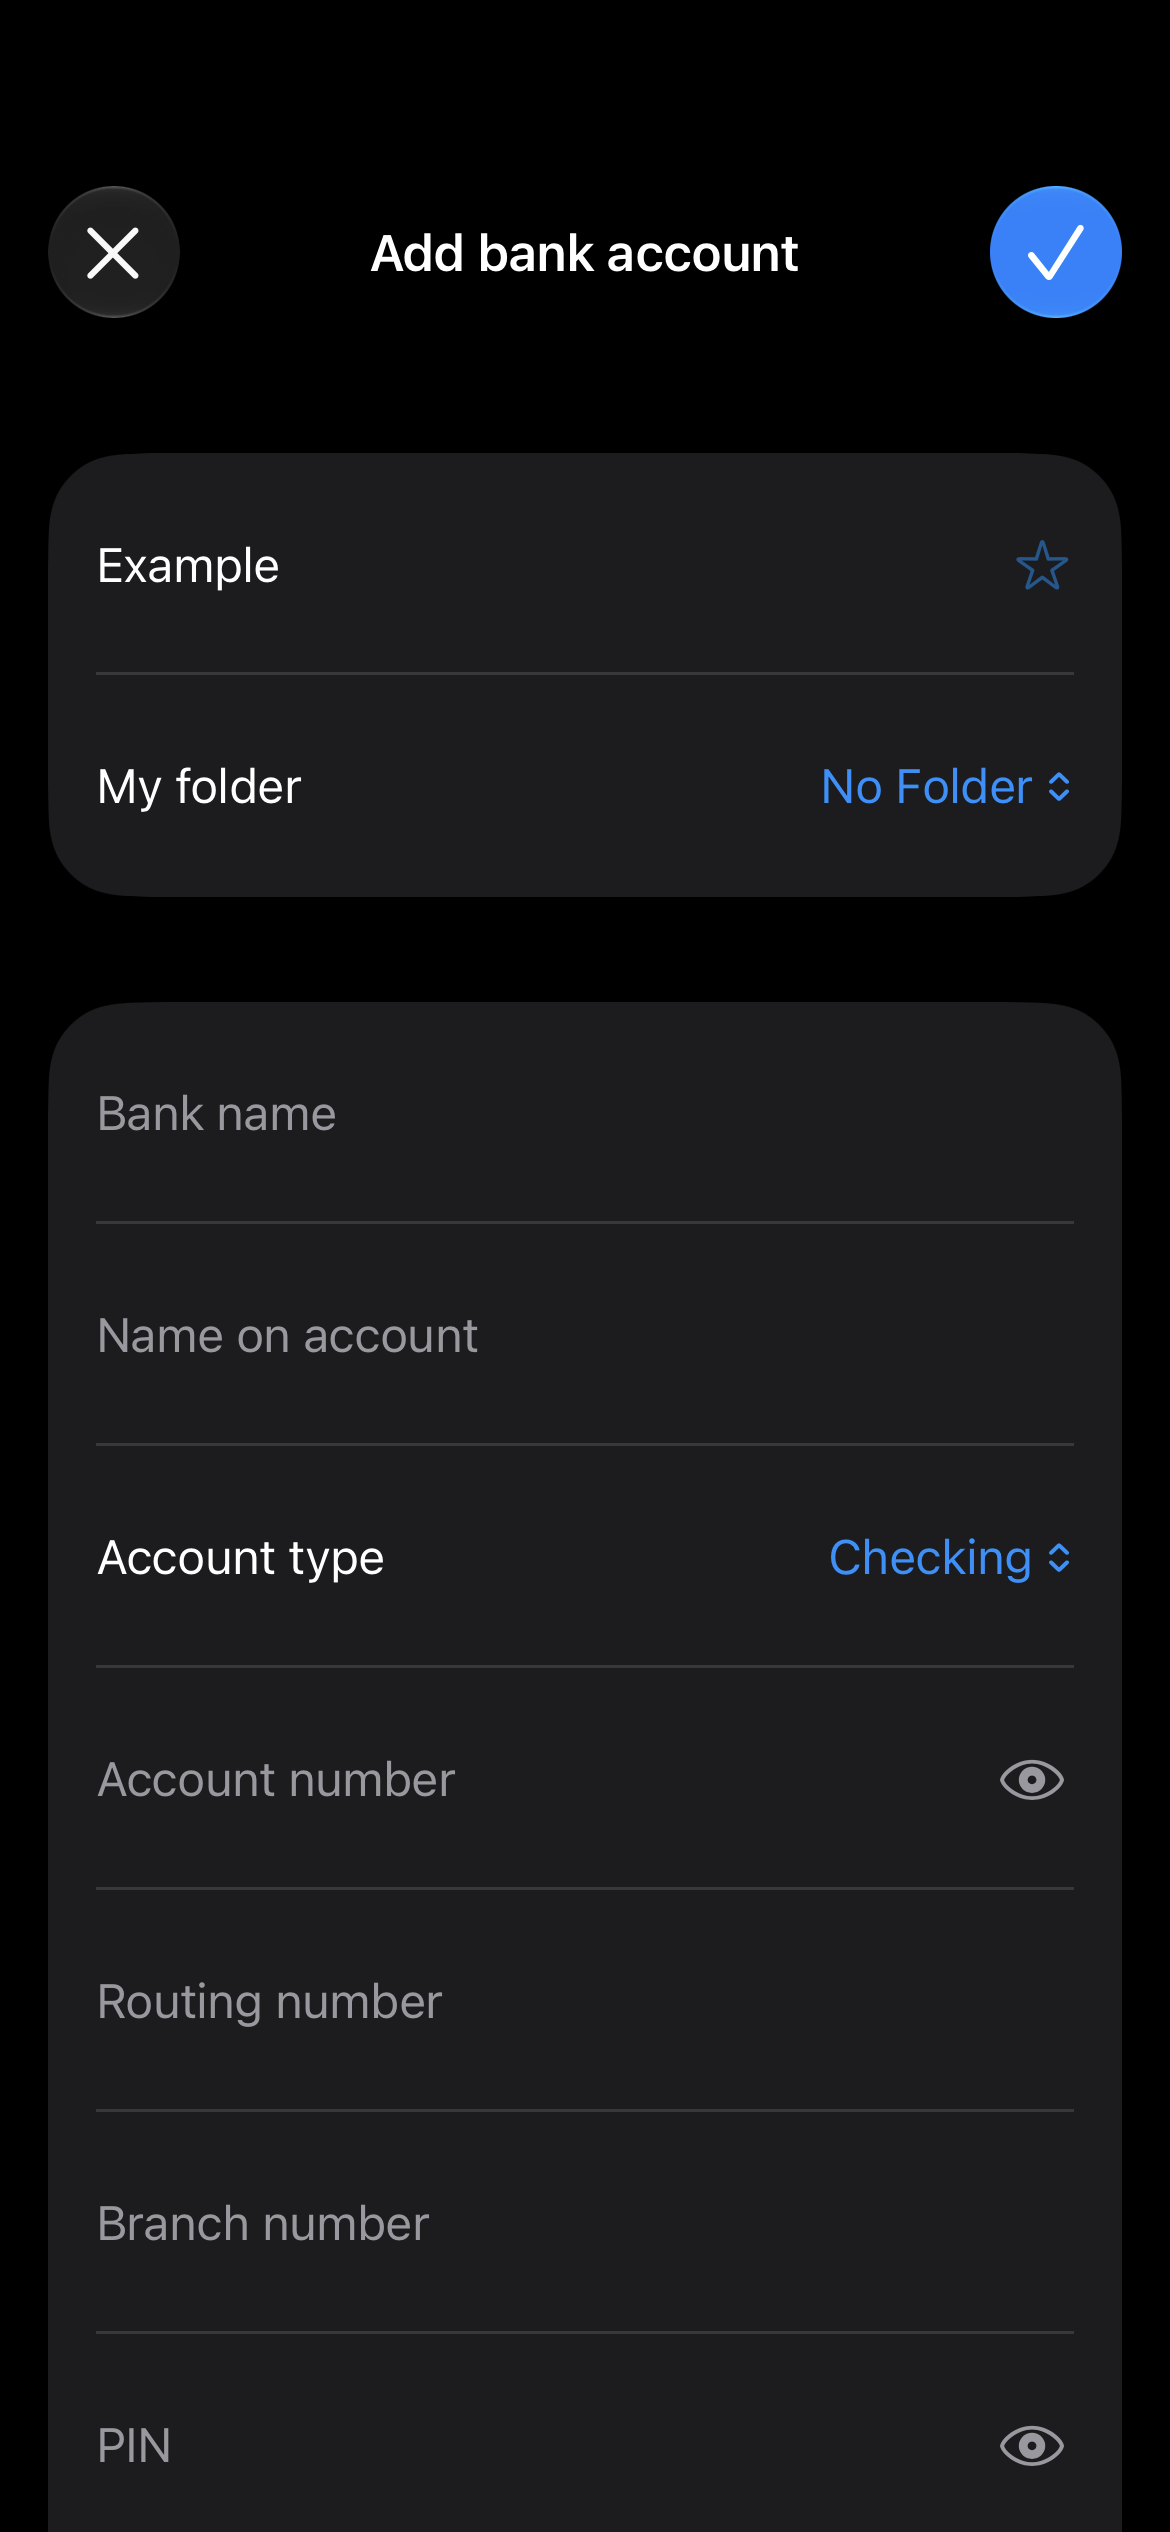 Add bank account
Example
My folder
No Folder
Bank name
Name on account
Account type
Checking
Account number
Routing number
Branch number
PIN